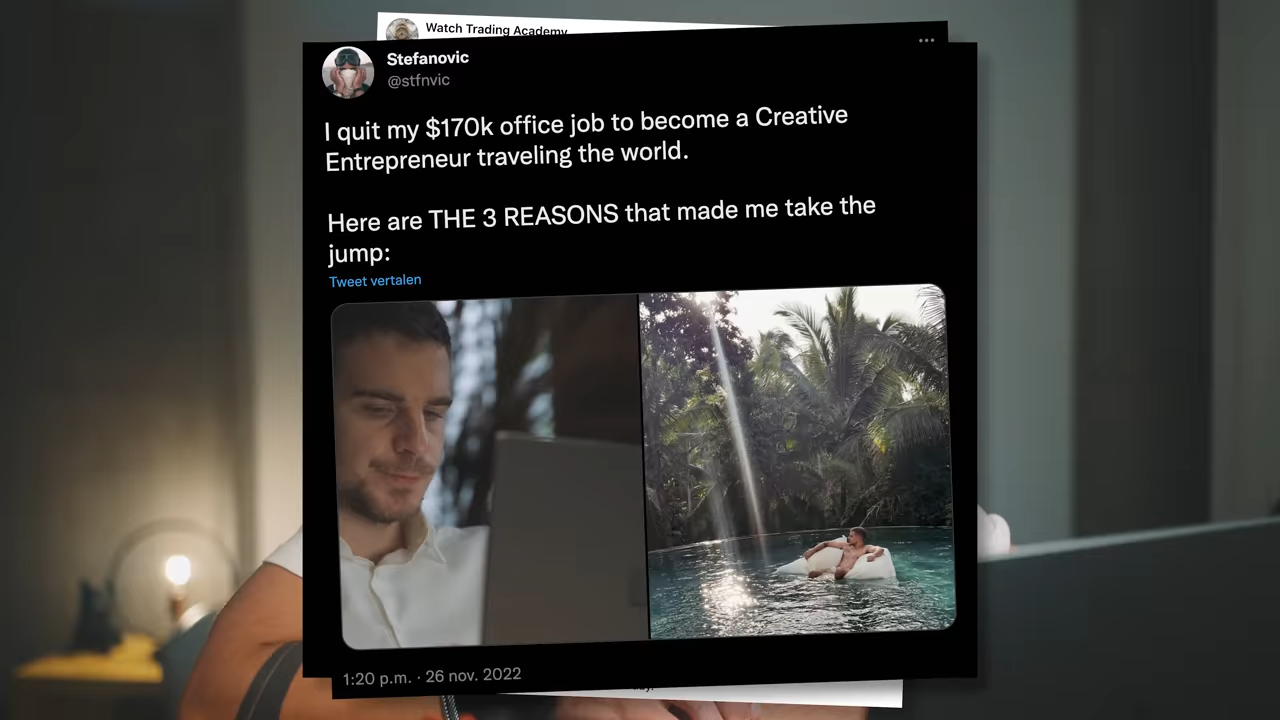 Watch Trading Academy
Stefanovic
@stfnvic
I quit my $170k office job to become a Creative
Entrepreneur traveling the world.
Here are THE 3 REASONS that made me take the
jump:
Tweet vertalen
1:20 p.m. · 26 nov. 2022